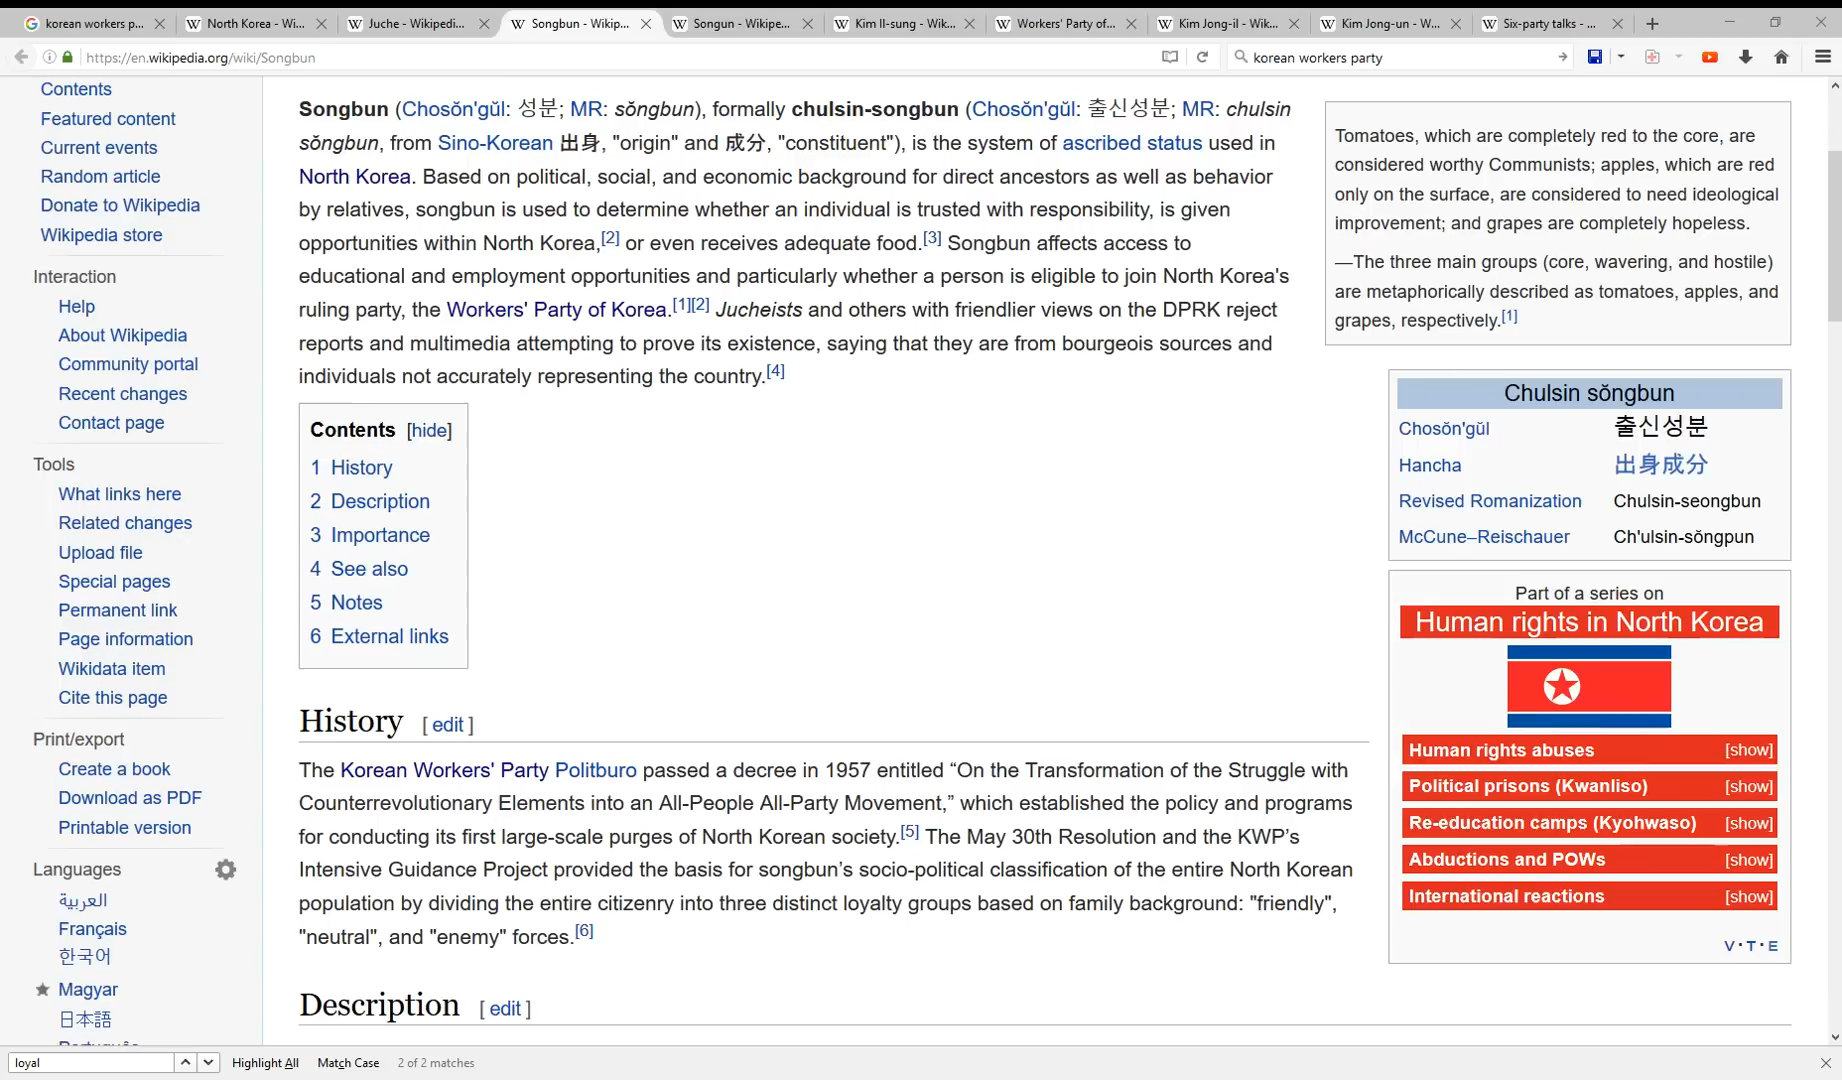 korean workers p...
North Korea - Wi...
Juche - Wikipedi...
Songbun - Wikip...
Songun - Wikipe...
Kim Il-sung - Wik...
Workers' Party of...
Kim Jong-il - Wik...
Kim Jong-un - W...
Six-party talks - ...
https://en.wikipedia.org/wiki/Songbun
korean workers party
Contents
Featured content
Current events
Random article
Donate to Wikipedia
Wikipedia store
Interaction
Help
About Wikipedia
Community portal
Recent changes
Contact page
Tools
What links here
Related changes
Upload file
Special pages
Permanent link
Page information
Wikidata item
Cite this page
Print/export
Create a book
Download as PDF
Printable version
Languages
العربية
Français
한국어
Magyar
日本語
Songbun (Chosŏn'gŭl: 성분; MR: sŏngbun), formally chulsin-songbun (Chosŏn'gŭl: 출신성분; MR: chulsin
sŏngbun, from Sino-Korean 出身, "origin" and 成分, "constituent"), is the system of ascribed status used in
North Korea. Based on political, social, and economic background for direct ancestors as well as behavior
by relatives, songbun is used to determine whether an individual is trusted with responsibility, is given
opportunities within North Korea,[2] or even receives adequate food.[3] Songbun affects access to
educational and employment opportunities and particularly whether a person is eligible to join North Korea's
ruling party, the Workers' Party of Korea.[1][2] Jucheists and others with friendlier views on the DPRK reject
reports and multimedia attempting to prove its existence, saying that they are from bourgeois sources and
individuals not accurately representing the country.[4]
Contents [hide]
1 History
2 Description
3 Importance
4 See also
5 Notes
6 External links
History [ edit ]
The Korean Workers' Party Politburo passed a decree in 1957 entitled “On the Transformation of the Struggle with
Counterrevolutionary Elements into an All-People All-Party Movement,” which established the policy and programs
for conducting its first large-scale purges of North Korean society.[5] The May 30th Resolution and the KWP’s
Intensive Guidance Project provided the basis for songbun’s socio-political classification of the entire North Korean
population by dividing the entire citizenry into three distinct loyalty groups based on family background: "friendly",
"neutral", and "enemy" forces.[6]
Description [ edit ]
Tomatoes, which are completely red to the core, are
considered worthy Communists; apples, which are red
only on the surface, are considered to need ideological
improvement; and grapes are completely hopeless.
—The three main groups (core, wavering, and hostile)
are metaphorically described as tomatoes, apples, and
grapes, respectively.[1]
Chulsin sŏngbun
Chosŏn'gŭl 출신성분
Hancha 出身成分
Revised Romanization Chulsin-seongbun
McCune–Reischauer Ch'ulsin-sŏngpun
Part of a series on
Human rights in North Korea
Human rights abuses [show]
Political prisons (Kwanliso) [show]
Re-education camps (Kyohwaso) [show]
Abductions and POWs [show]
International reactions [show]
V · T · E
loyal
Highlight All
Match Case
2 of 2 matches